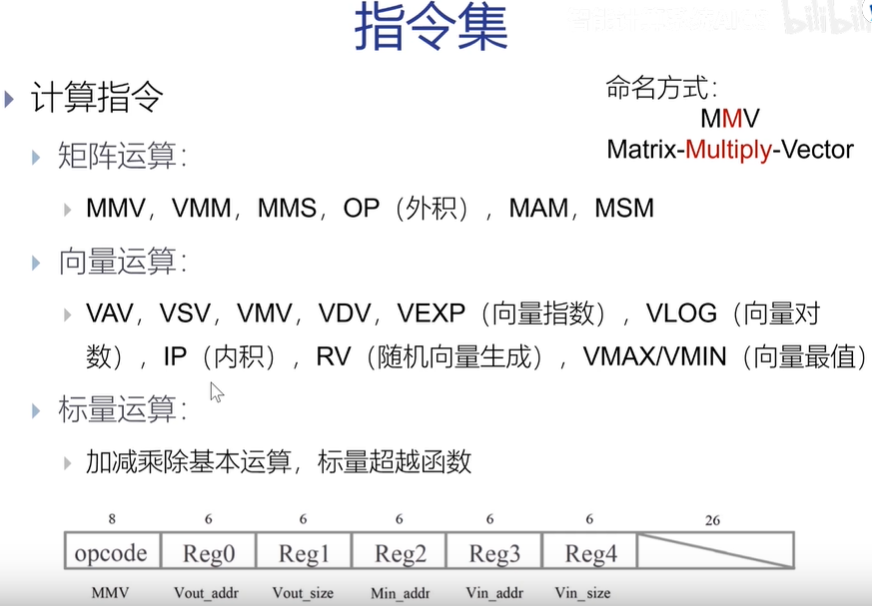 指令集
计算指令
命名方式：
MMV
Matrix-Multiply-Vector
矩阵运算：
MMV，VMM，MMS，OP（外积），MAM，MSM
向量运算：
VAV，VSV，VMV，VDV，VEXP（向量指数），VLOG（向量对
数），IP（内积），RV（随机向量生成），VMAX/VMIN（向量最值）
标量运算：
加减乘除基本运算，标量超越函数
8 6 6 6 6 6 26
opcode Reg0 Reg1 Reg2 Reg3 Reg4
MMV Vout_addr Vout_size Min_addr Vin_addr Vin_size